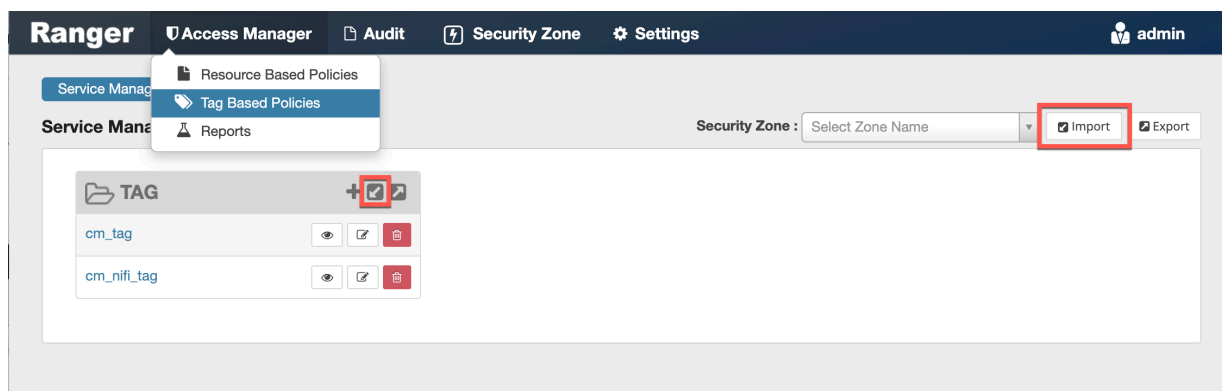 Ranger Access Manager Audit Security Zone Settings admin
Resource Based Policies
Service Manag
Tag Based Policies
Service Mana
Reports
Security Zone : Select Zone Name Import Export
TAG
cm_tag
cm_nifi_tag